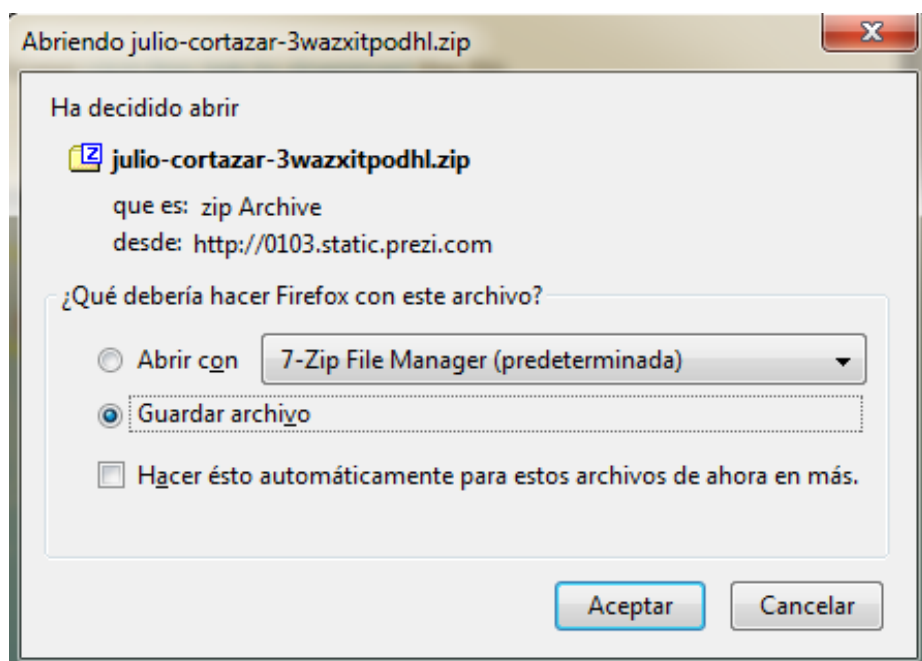 Abriendo julio-cortazar-3wazxitpodhl.zip
Ha decidido abrir
julio-cortazar-3wazxitpodhl.zip
que es: zip Archive
desde: http://0103.static.prezi.com
¿Qué debería hacer Firefox con este archivo?
Abrir con 7-Zip File Manager (predeterminada)
Guardar archivo
Hacer ésto automáticamente para estos archivos de ahora en más.
Aceptar Cancelar